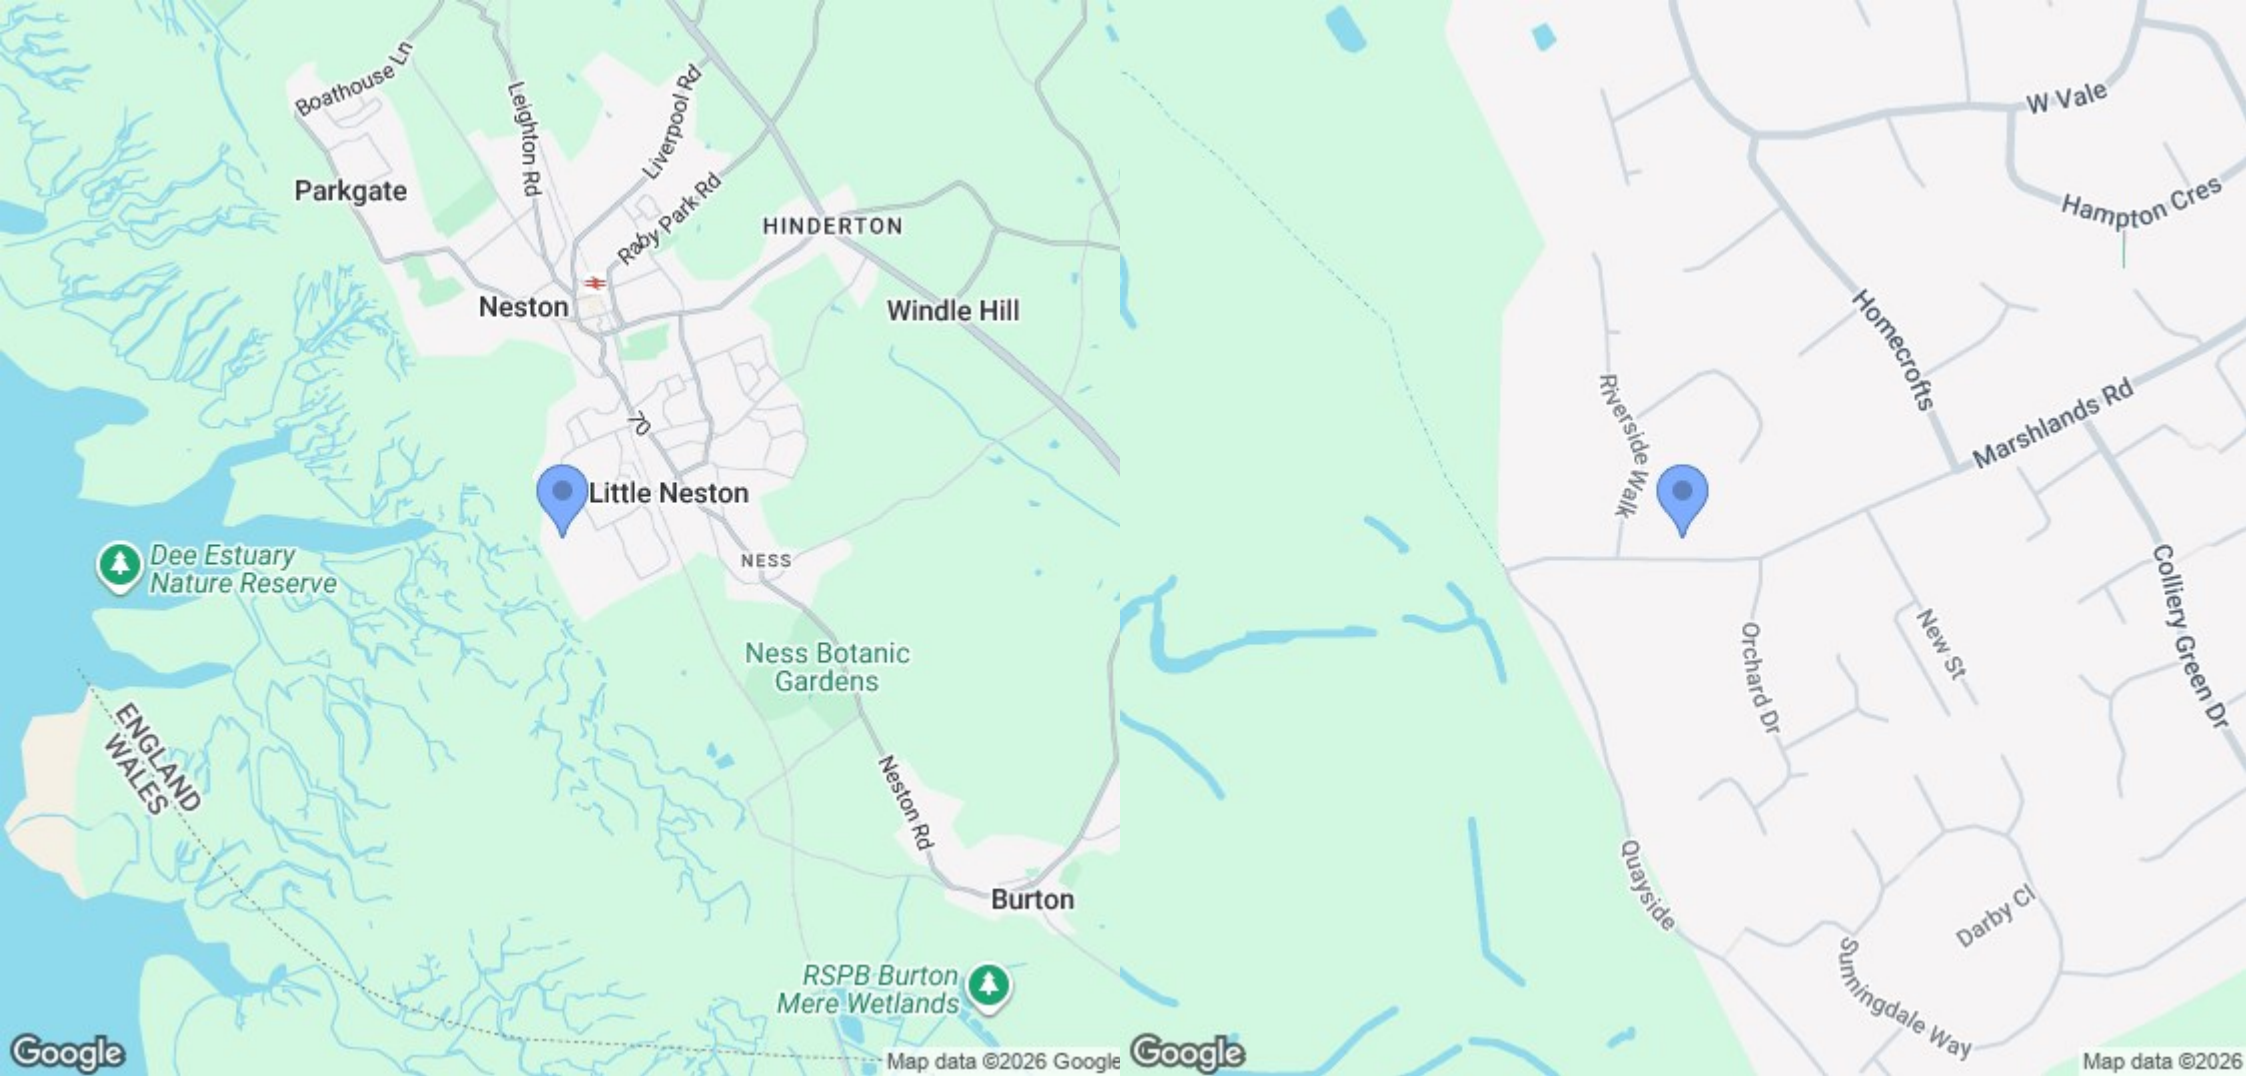 Boathouse Ln
Leighton Rd
Liverpool Rd
Parkgate
Raby Park Rd
HINDERTON
Neston
Windle Hill
70
Little Neston
Dee Estuary
Nature Reserve
NESS
Ness Botanic
Gardens
ENGLAND
WALES
Neston Rd
Burton
RSPB Burton
Mere Wetlands
Google
Map data ©2026 Google
W Vale
Hampton Cres
Homecrofts
Riverside Walk
Marshlands Rd
Colliery Green Dr
New St
Orchard Dr
Quayside
Darby Cl
Sunningdale Way
Google
Map data ©2026